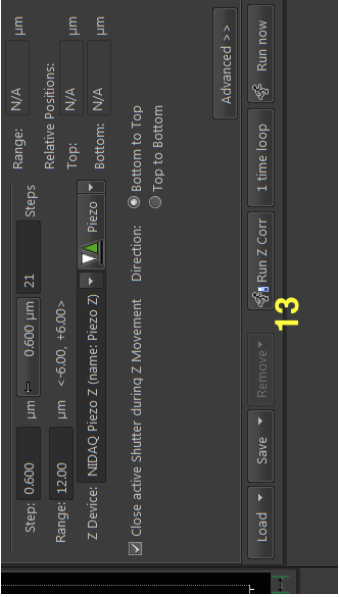 Step: 0.600 µm 0.600 µm 21 Steps
Range: 12.00 µm <-6.00, +6.00>
Z Device: NIDAQ Piezo Z (name: Piezo Z) Piezo
Close active Shutter during Z Movement
Direction: Bottom to Top
Top to Bottom
Range: N/A µm
Relative Positions:
Top: N/A µm
Bottom: N/A µm
Advanced >>
Load Save Remove Run Z Corr 1 time loop Run now
13